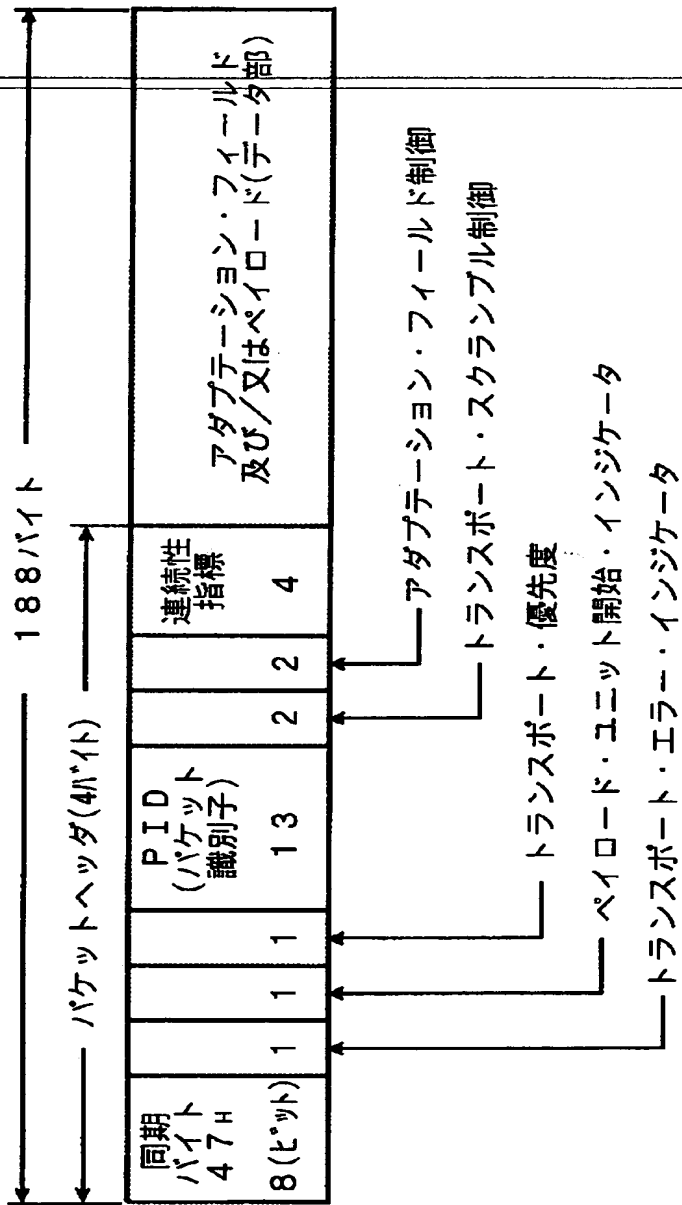 188バイト
パケットヘッダ(4バイト)
同期
バイト
47H
8(ビット)
1
1
1
PID
(パケット
識別子)
13
2
2
連続性
指標
4
アダプテーション・フィールド
及び/又はペイロード(データ部)
アダプテーション・フィールド制御
トランスポート・スクランブル制御
トランスポート・優先度
ペイロード・ユニット開始・インジケータ
トランスポート・エラー・インジケータ